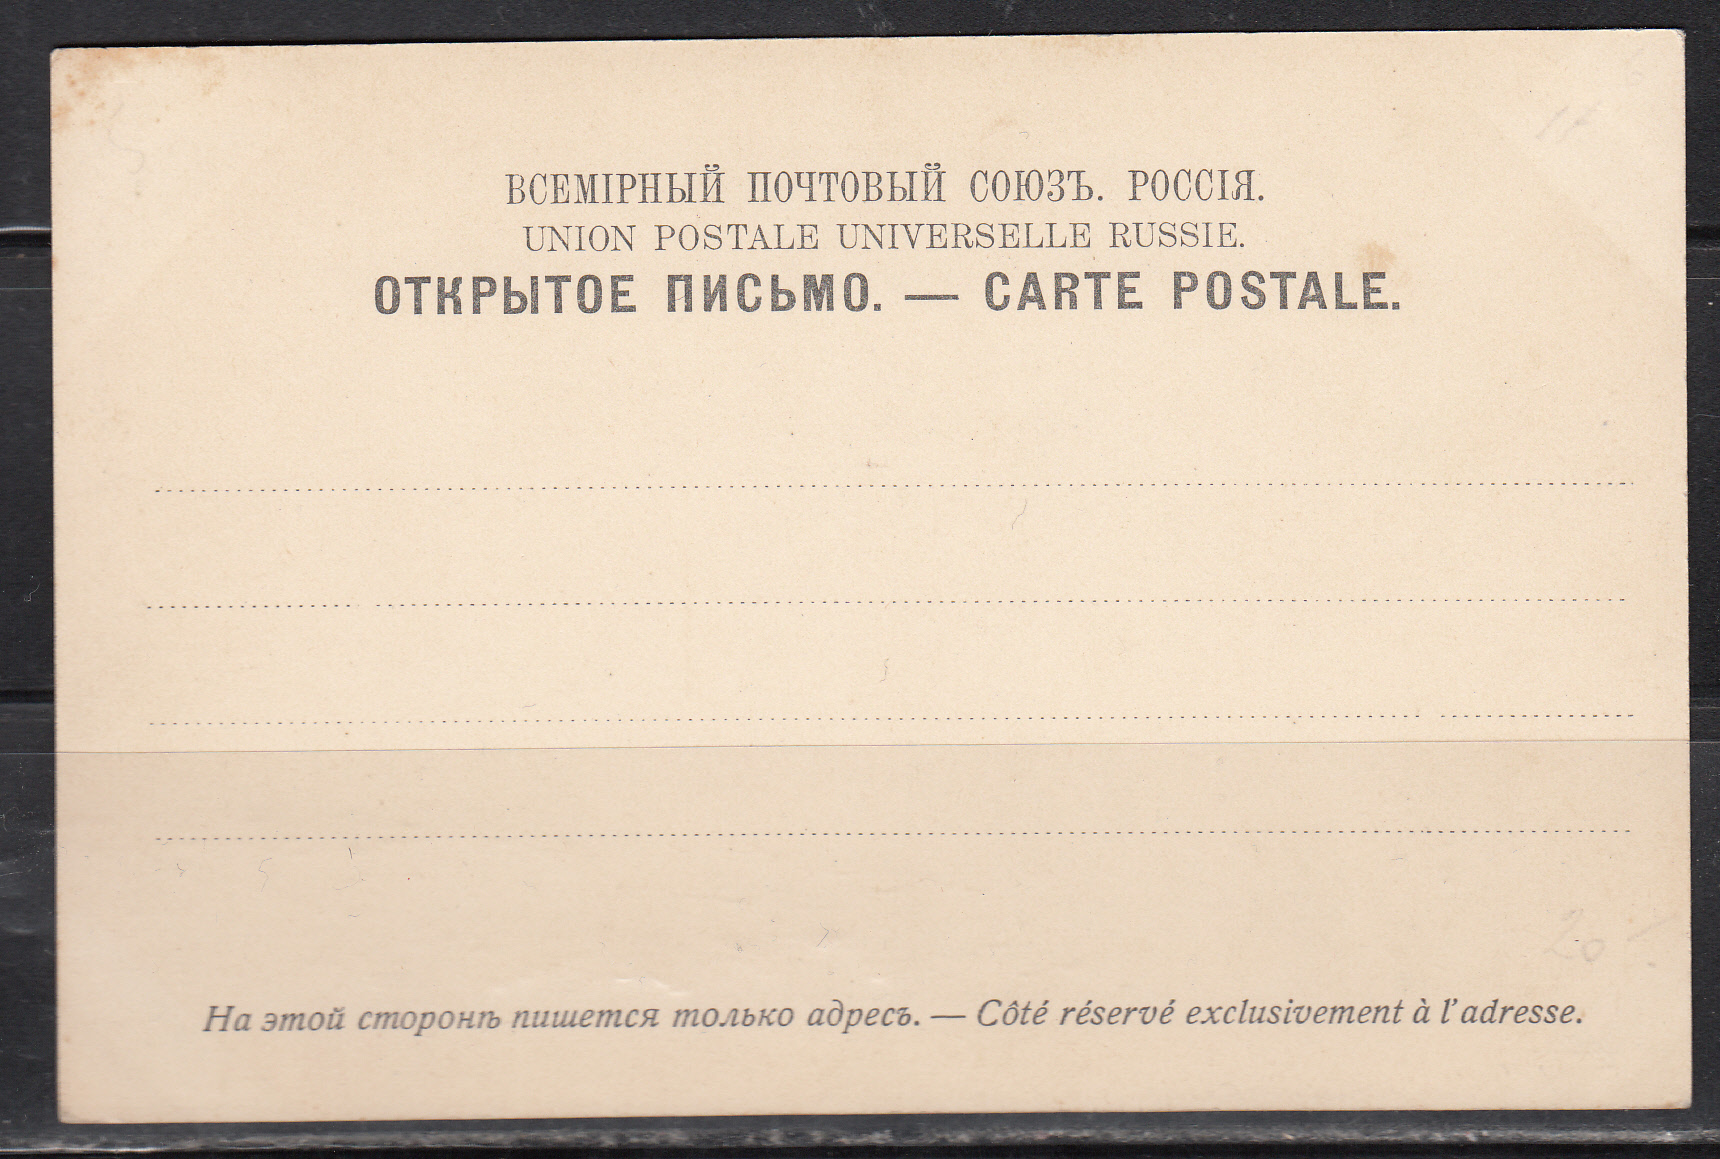 ВСЕМІРНЫЙ ПОЧТОВЫЙ СОЮЗЪ. РОССІЯ.
UNION POSTALE UNIVERSELLE RUSSIE.
ОТКРЫТОЕ ПИСЬМО. — CARTE POSTALE.
20
На этой сторонѣ пишется только адресъ. — Côté réservé exclusivement à l'adresse.